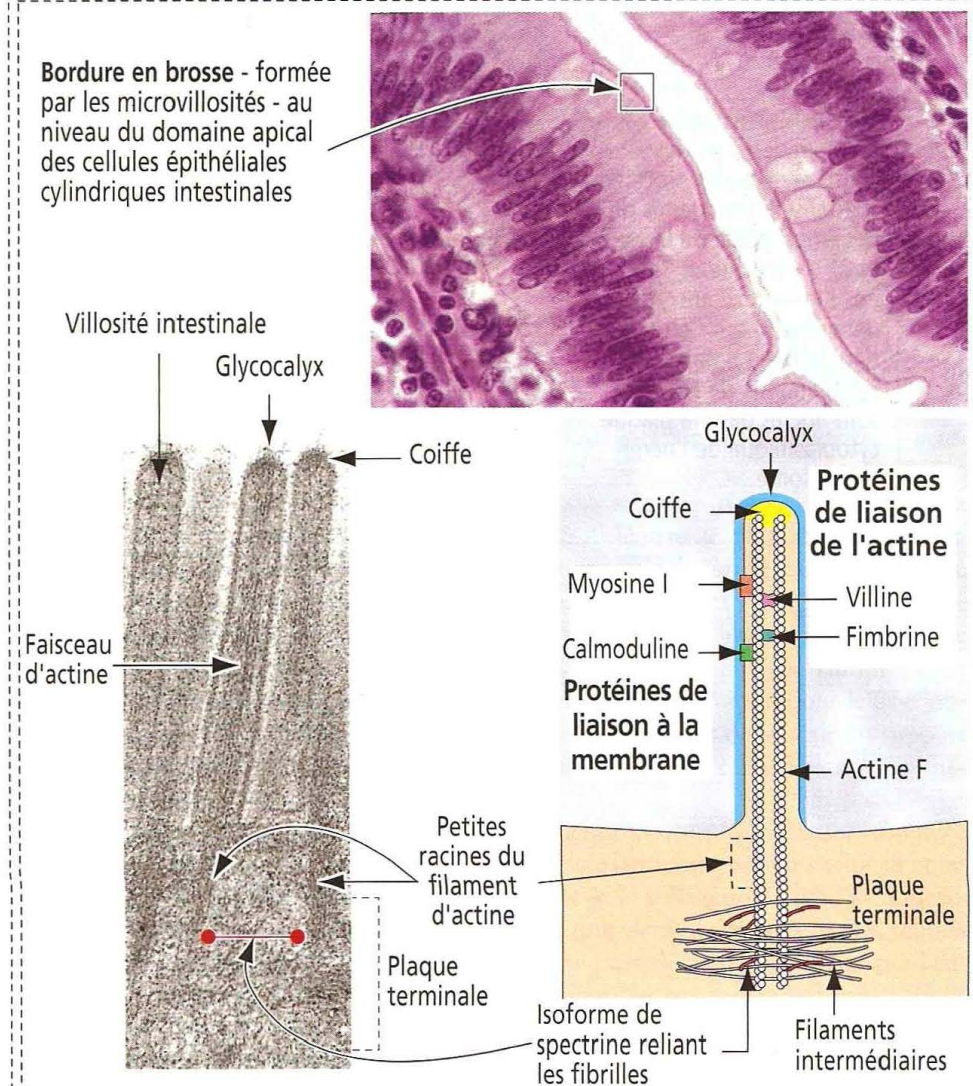 Bordure en brosse - formée
par les microvillosités - au
niveau du domaine apical
des cellules épithéliales
cylindriques intestinales
Villosité intestinale
Glycocalyx
Coiffe
Faisceau
d'actine
Petites
racines du
filament
d'actine
Plaque
terminale
Glycocalyx
Coiffe
Protéines
de liaison
de l'actine
Myosine I
Villine
Calmoduline
Fimbrine
Protéines de
liaison à la
membrane
Actine F
Plaque
terminale
Isoforme de
spectrine reliant
les fibrilles
Filaments
intermédiaires